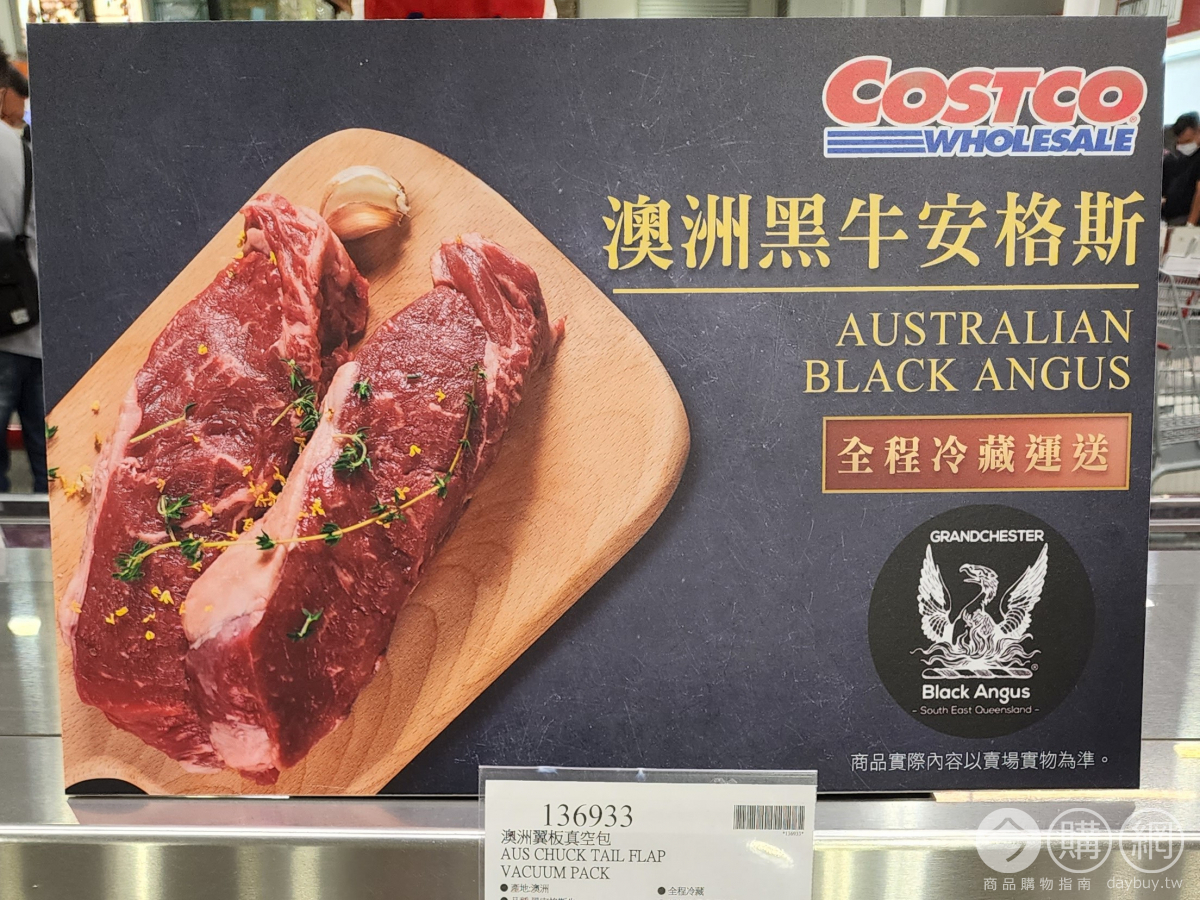 COSTCO
WHOLESALE
澳洲黑牛安格斯
AUSTRALIAN
BLACK ANGUS
全程冷藏運送
GRANDCHESTER
Black Angus
- South East Queensland -
商品實際內容以賣場實物為準。
136933
*136933*
澳洲翼板真空包
AUS CHUCK TAIL FLAP
VACUUM PACK
●產地:澳洲 ●全程冷藏
今購網
商品購物指南 daybuy.tw